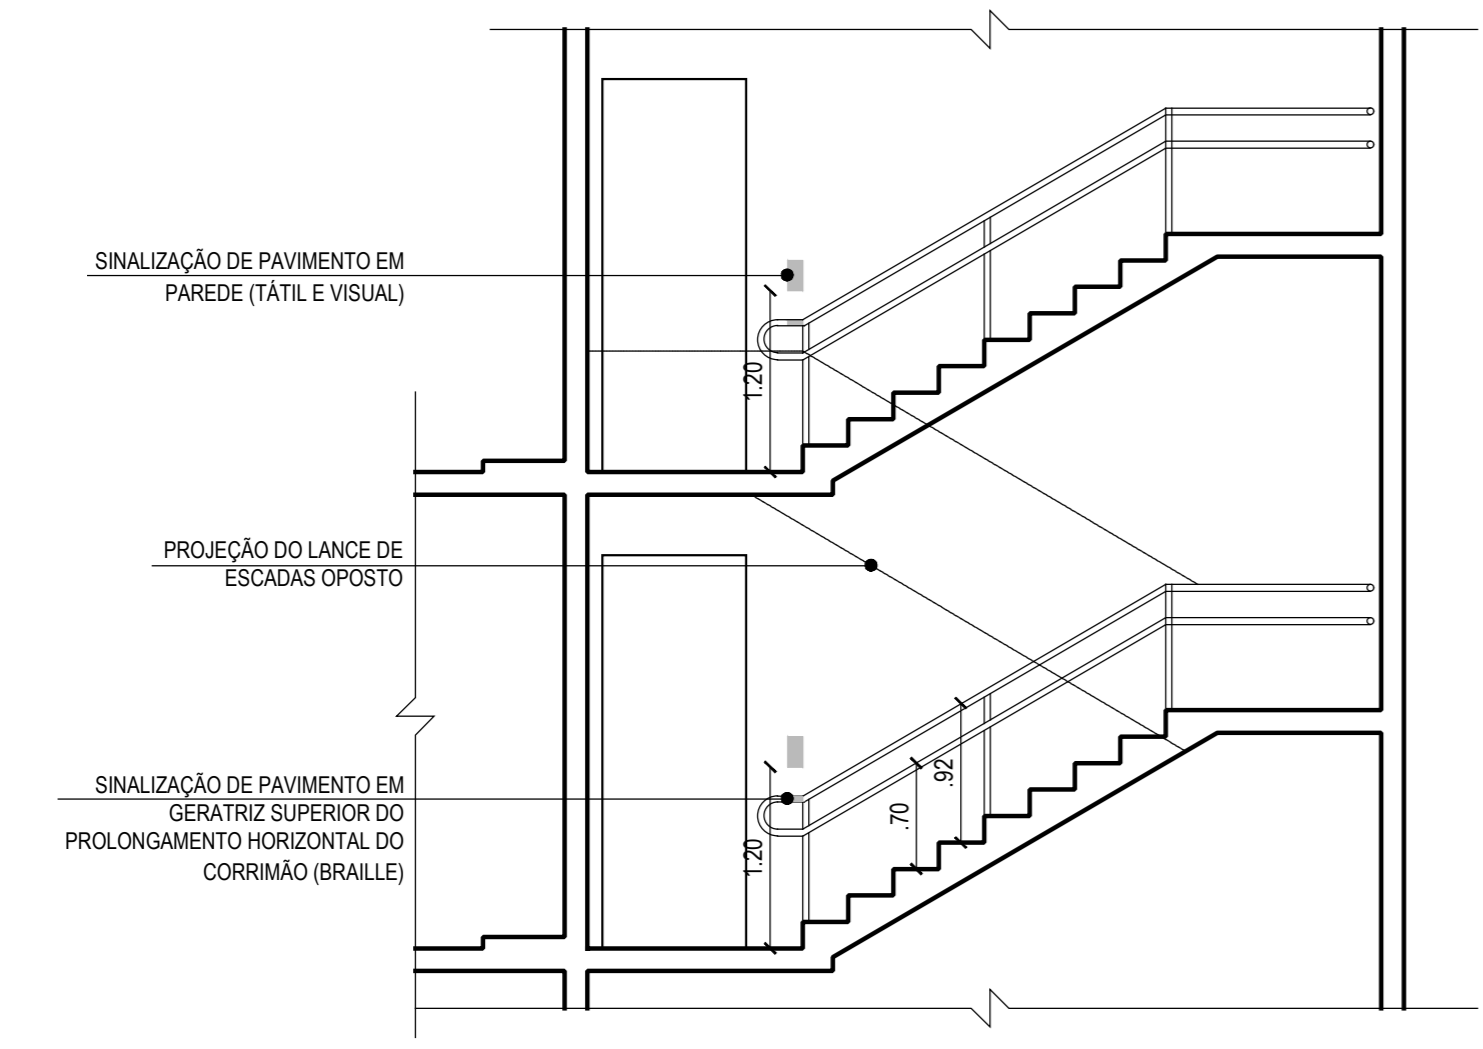 SINALIZAÇÃO DE PAVIMENTO EM
PAREDE (TÁTIL E VISUAL)
1.20
PROJEÇÃO DO LANCE DE
ESCADAS OPOSTO
SINALIZAÇÃO DE PAVIMENTO EM
GERATRIZ SUPERIOR DO
PROLONGAMENTO HORIZONTAL DO
CORRIMÃO (BRAILLE)
1.20
.70
.92